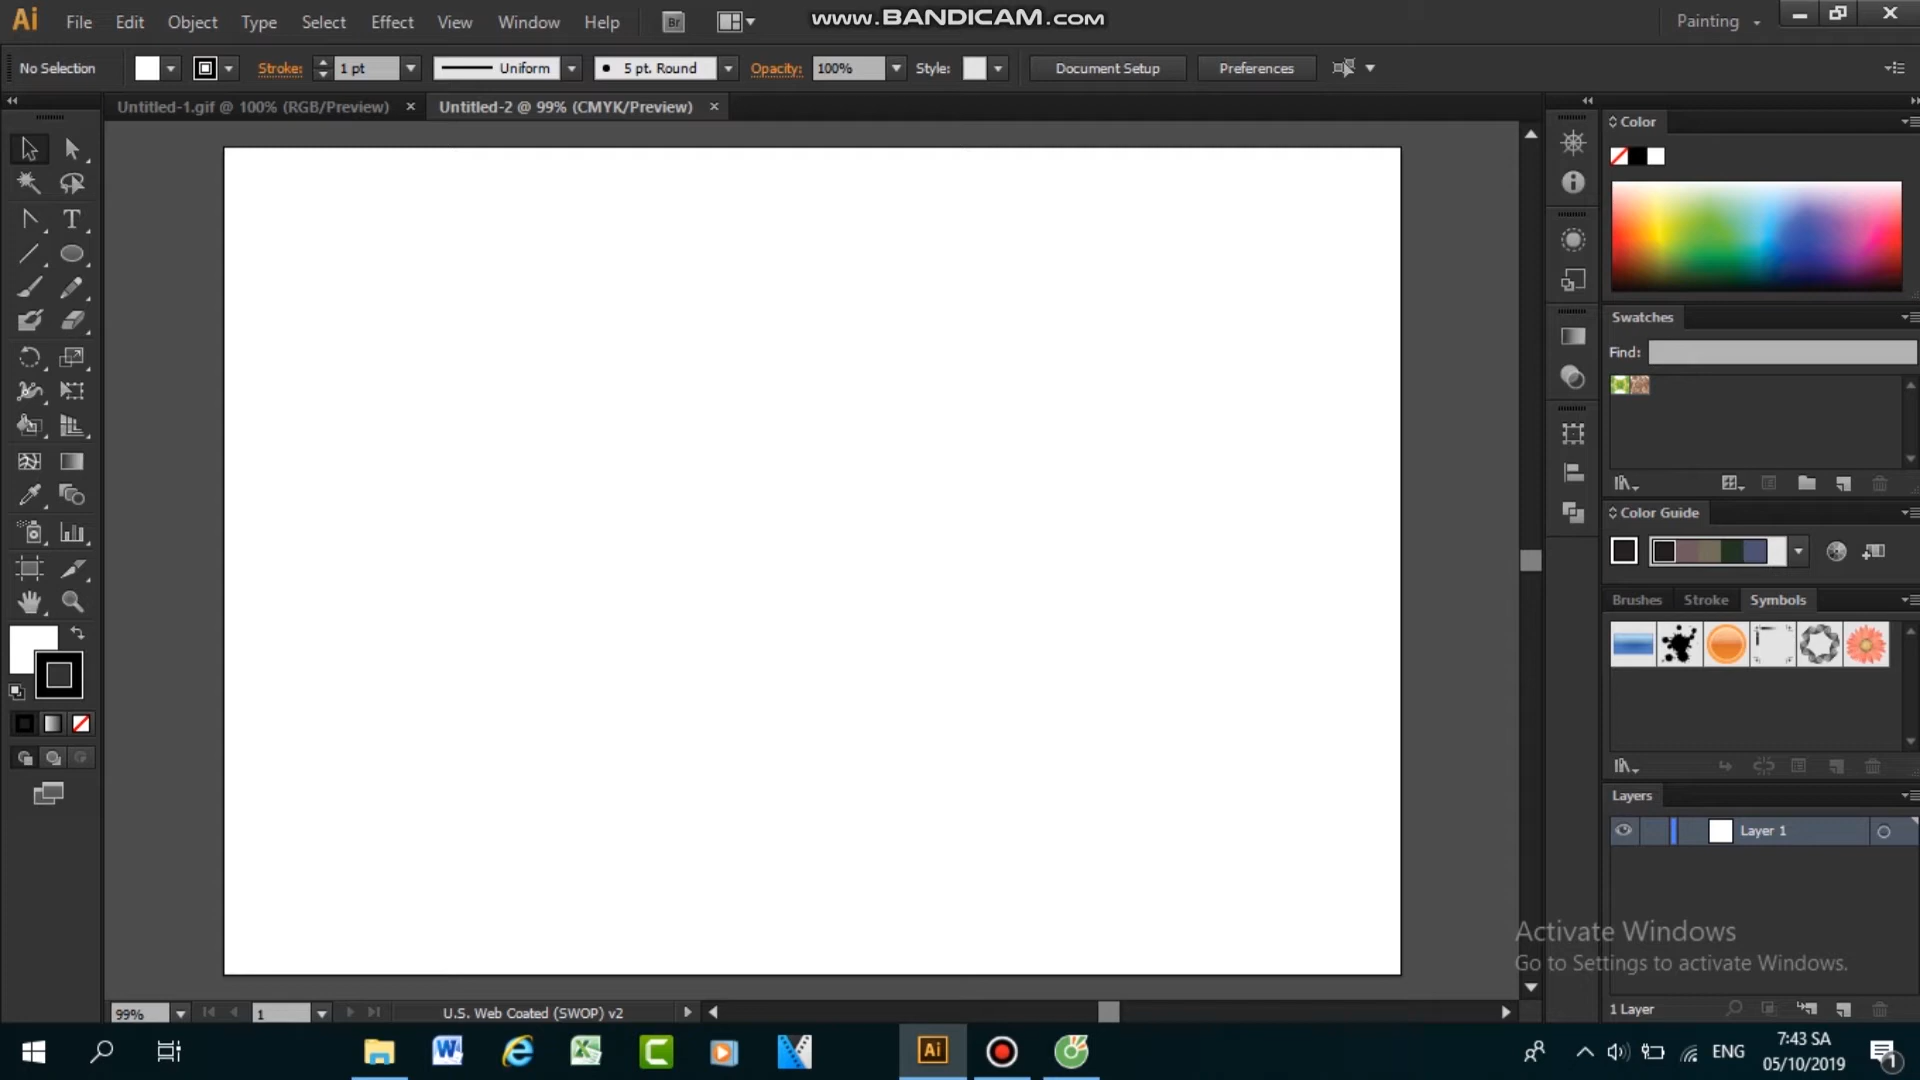 Ai File Edit Object Type Select Effect View Window Help Br www.BANDICAM.com Painting
No Selection Stroke: 1 pt Uniform 5 pt. Round Opacity: 100% Style: Document Setup Preferences
Untitled-1.gif @ 100% (RGB/Preview) × Untitled-2 @ 99% (CMYK/Preview) ×
Color
Swatches
Find:
Color Guide
Brushes Stroke Symbols
Layers
Layer 1
Activate Windows
Go to Settings to activate Windows.
1 Layer
99% 1 U.S. Web Coated (SWOP) v2
Ai ENG 7:43 SA
05/10/2019
1